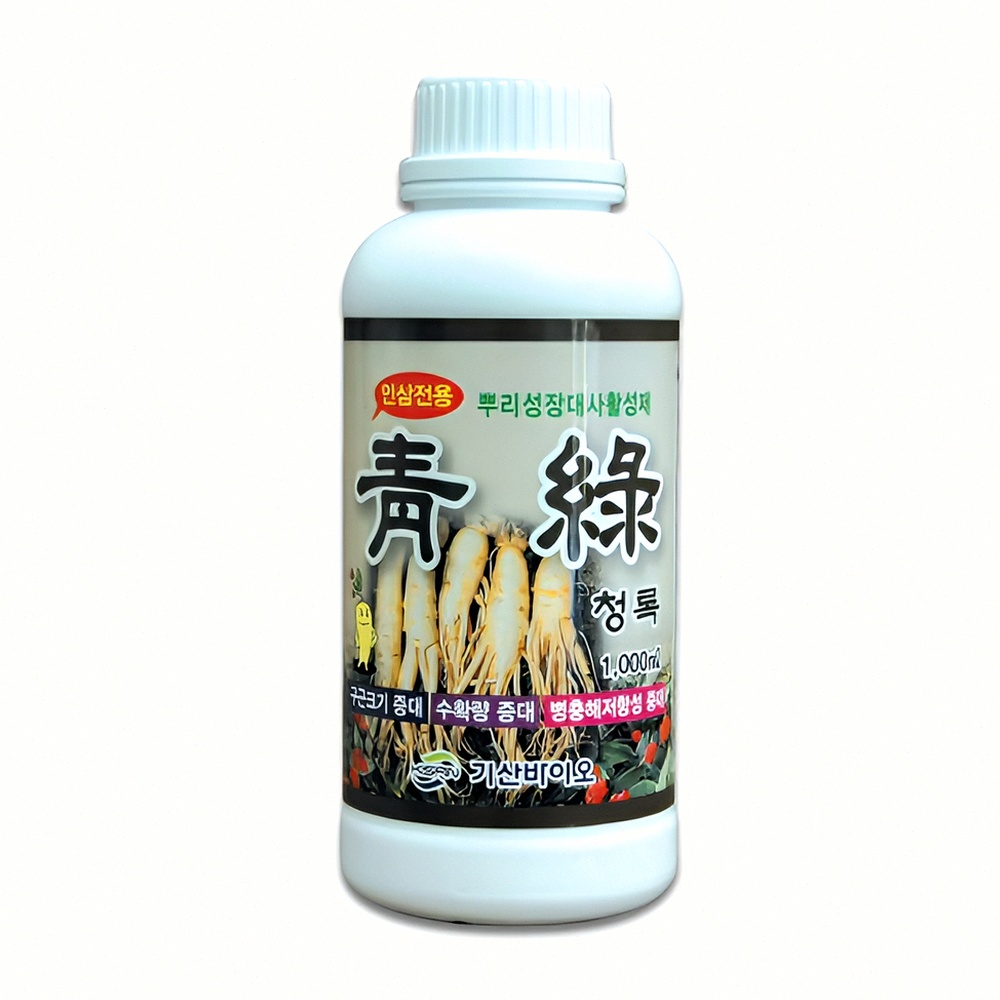 인삼전용
뿌리성장대사활성제
青綠
청록
1,000㎖
구근크기 증대 수확량 증대 병충해저항성 증대
기산바이오